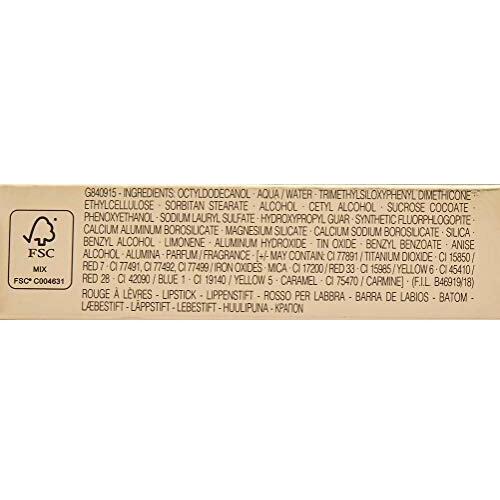 G840915 - INGREDIENTS: OCTYLDODECANOL · AQUA / WATER · TRIMETHYLSILOXYPHENYL DIMETHICONE ·
ETHYLCELLULOSE · SORBITAN STEARATE · ALCOHOL · CETYL ALCOHOL · SUCROSE COCOATE ·
PHENOXYETHANOL · SODIUM LAURYL SULFATE · HYDROXYPROPYL GUAR · SYNTHETIC FLUORPHLOGOPITE ·
CALCIUM ALUMINUM BOROSILICATE · MAGNESIUM SILICATE · CALCIUM SODIUM BOROSILICATE · SILICA ·
BENZYL ALCOHOL · LIMONENE · ALUMINUM HYDROXIDE · TIN OXIDE · BENZYL BENZOATE · ANISE
ALCOHOL · ALUMINA · PARFUM / FRAGRANCE · [+/- MAY CONTAIN: CI 77891 / TITANIUM DIOXIDE · CI 15850 /
RED 7 · CI 77491, CI 77492, CI 77499 / IRON OXIDES · MICA · CI 17200 / RED 33 · CI 15985 / YELLOW 6 · CI 45410 /
RED 28 · CI 42090 / BLUE 1 · CI 19140 / YELLOW 5 · CARAMEL · CI 75470 / CARMINE] · (F.I.L. B46919/18)
ROUGE À LÈVRES - LIPSTICK - LIPPENSTIFT - ROSSO PER LABBRA - BARRA DE LABIOS - BATOM -
LÆBESTIFT - LÄPPSTIFT - LEBESTIFT - HUULIPUNA - КРАПОН
FSC
MIX
FSC® C004631